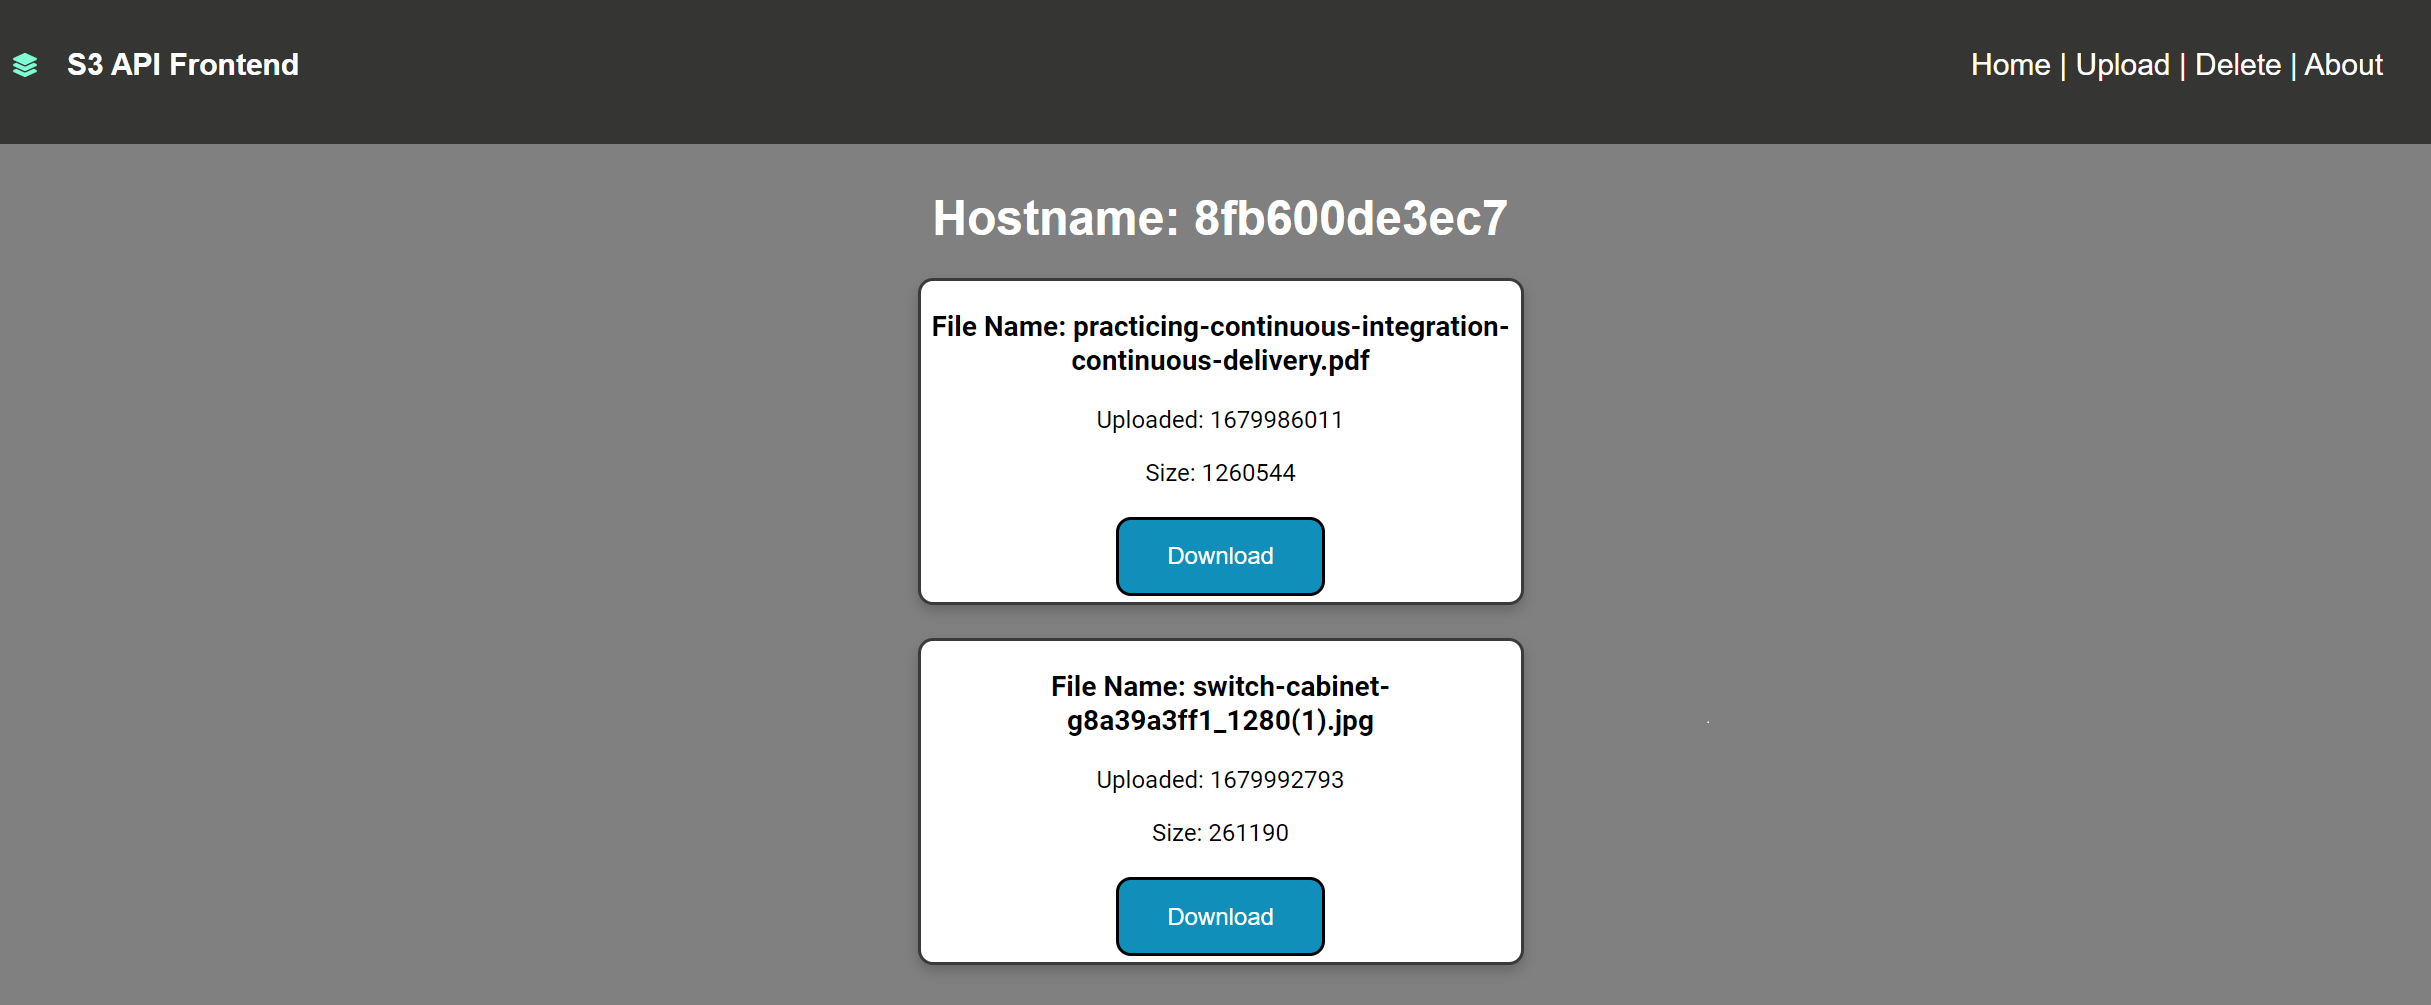 S3 API Frontend
Home | Upload | Delete | About
Hostname: 8fb600de3ec7
File Name: practicing-continuous-integration-
continuous-delivery.pdf
Uploaded: 1679986011
Size: 1260544
Download
File Name: switch-cabinet-
g8a39a3ff1_1280(1).jpg
Uploaded: 1679992793
Size: 261190
Download